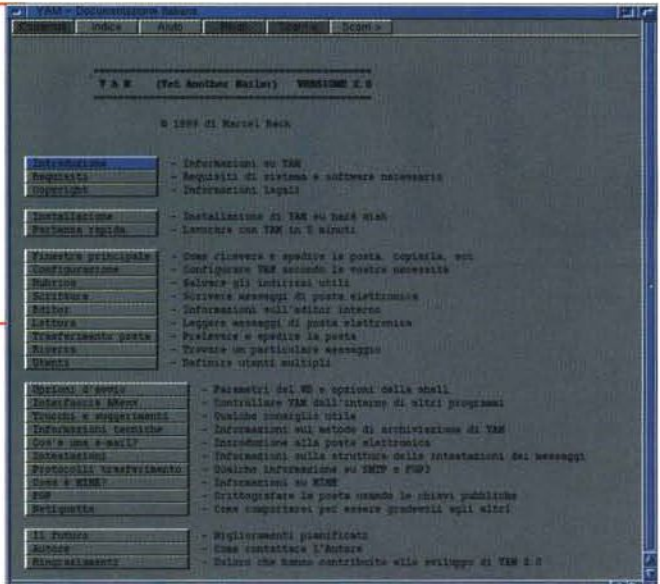 YAM - Documentazione Italiana
Contenuti Indice Aiuto Scorri >
Y A M (Yet Another Mailer) VERSIONE 2.0
© 1999 di Marcel Beck
Introduzione - Informazioni su YAM
Requisiti - Requisiti di sistema e software necessario
Copyright - Informazioni legali
Installazione - Installazione di YAM su hard disk
Partenza rapida - Lavorare con YAM in 5 minuti
Finestra principale - Come ricevere e spedire la posta, copiarla, ecc
Configurazione - Configurare YAM secondo le vostre necessità
Rubrica - Salvare gli indirizzi utili
Scrittura - Scrivere messaggi di posta elettronica
Editor - Informazioni sull'editor interno
Lettura - Leggere messaggi di posta elettronica
Trasferimento posta - Prelevare e spedire la posta
Ricerca - Trovare un particolare messaggio
Utenti - Definire utenti multipli
Opzioni d'avvio - Parametri del WB e opzioni della shell
Interfaccia ARexx - Controllare YAM dall'interno di altri programmi
Trucchi e suggerimenti - Qualche consiglio utile
Informazioni tecniche - Informazioni sul metodo di archiviazione di YAM
Cos'è una e-mail? - Introduzione alla posta elettronica
Intestazioni - Informazioni sulla struttura delle intestazioni dei messaggi
Protocolli trasferimento - Qualche informazione su SMTP e POP3
Cosa è MIME? - Informazioni su MIME
PGP - Crittografare la posta usando le chiavi pubbliche
Netiquette - Come comportarsi per essere gradevoli agli altri
Il futuro - Miglioramenti pianificati
Autore - Come contattare l'Autore
Ringraziamenti - Coloro che hanno contribuito allo sviluppo di YAM 2.0